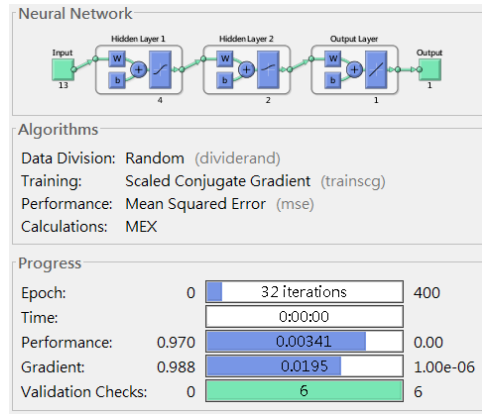 Neural Network
Hidden Layer 1 Hidden Layer 2 Output Layer
Input Output
W W W
+ + +
b b b
13 4 2 1 1
Algorithms
Data Division: Random (dividerand)
Training: Scaled Conjugate Gradient (trainscg)
Performance: Mean Squared Error (mse)
Calculations: MEX
Progress
Epoch: 0 32 iterations 400
Time: 0:00:00
Performance: 0.970 0.00341 0.00
Gradient: 0.988 0.0195 1.00e-06
Validation Checks: 0 6 6